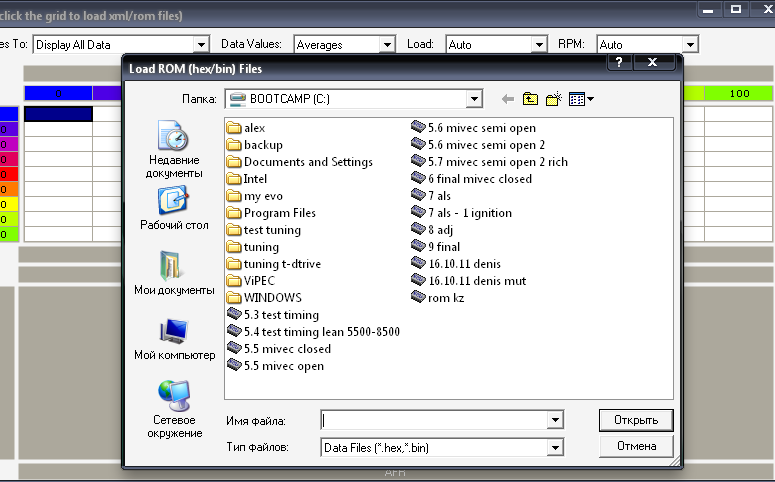 click the grid to load xml/rom files)
es To: Display All Data Data Values: Averages Load: Auto RPM: Auto
Load ROM (hex/bin) Files
0
100
Папка: BOOTCAMP (C:)
Недавние документы
Рабочий стол
Мои документы
Мой компьютер
Сетевое окружение
alex
backup
Documents and Settings
Intel
my evo
Program Files
test tuning
tuning
tuning t-dtrive
ViPEC
WINDOWS
5.3 test timing
5.4 test timing lean 5500-8500
5.5 mivec closed
5.5 mivec open
5.6 mivec semi open
5.6 mivec semi open 2
5.7 mivec semi open 2 rich
6 final mivec closed
7 als
7 als - 1 ignition
8 adj
9 final
16.10.11 denis
16.10.11 denis mut
rom kz
Имя файла:
Открыть
Тип файлов: Data Files (*.hex,*.bin)
Отмена